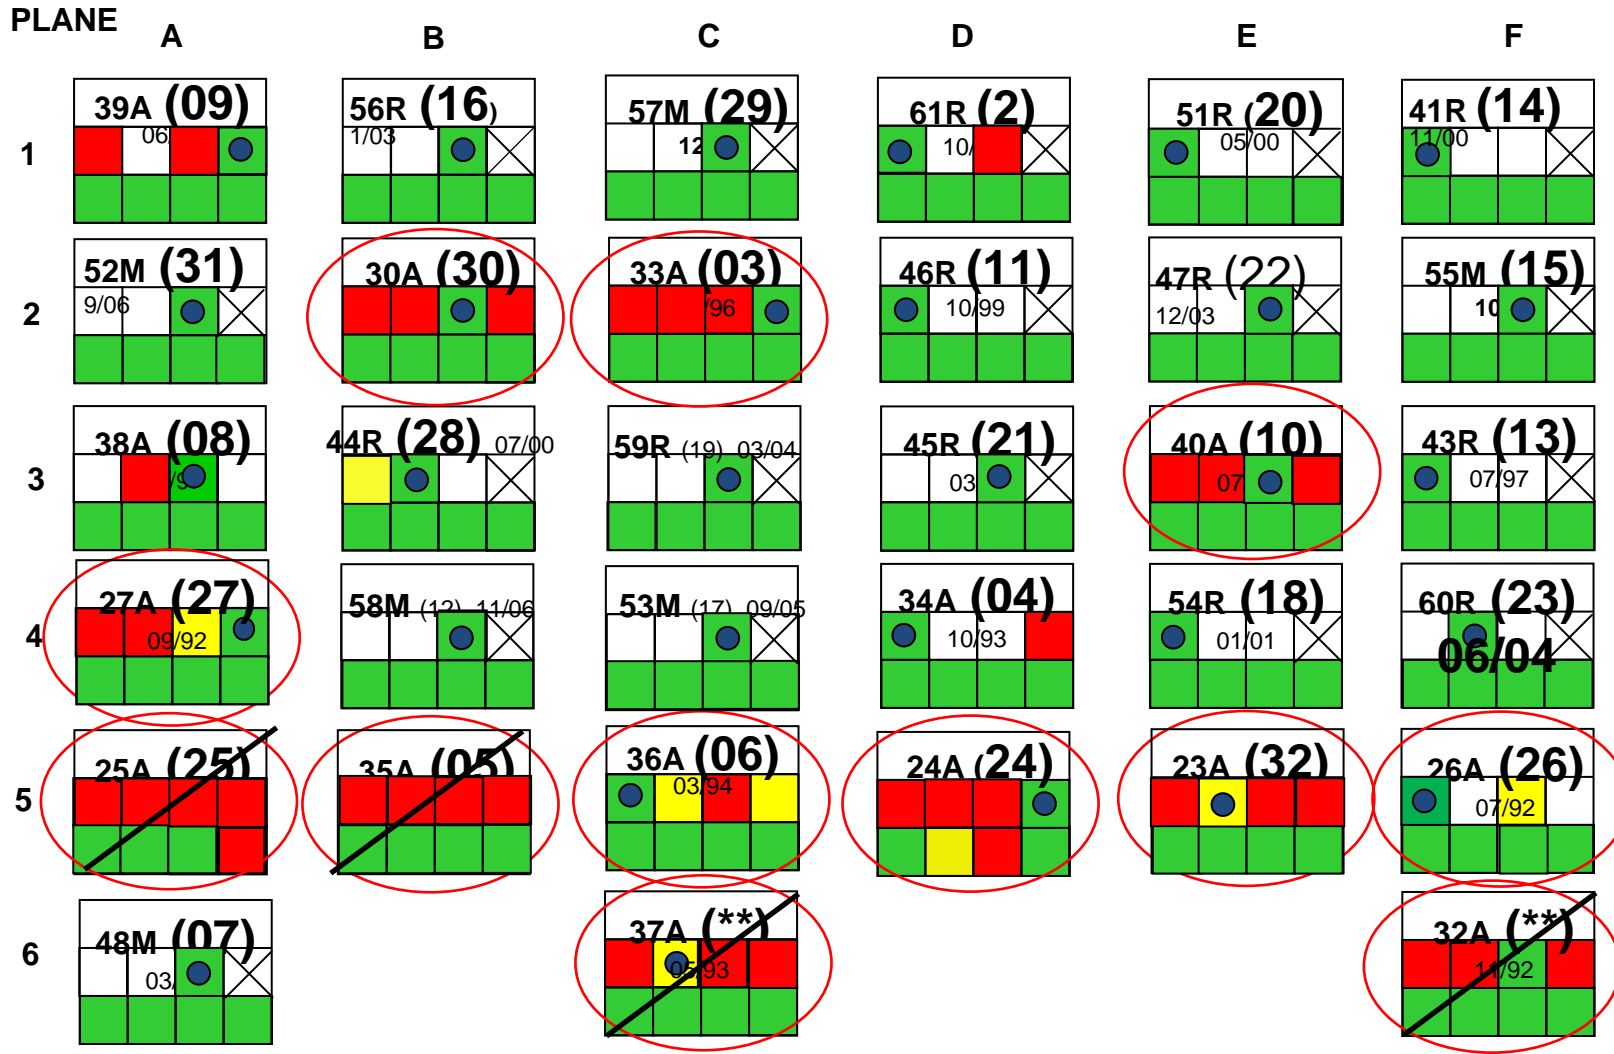 PLANE
A B C D E F
1
39A (09)
06/
56R (16)
1/03
57M (29)
12
61R (2)
10/
51R (20)
05/00
41R (14)
11/00
2
52M (31)
9/06
30A (30)
33A (03)
/96
46R (11)
10/99
47R (22)
12/03
55M (15)
10
3
38A (08)
/9
44R (28) 07/00
59R (19) 03/04
45R (21)
03
40A (10)
07
43R (13)
07/97
4
27A (27)
09/92
58M (12) 11/06
53M (17) 09/05
34A (04)
10/93
54R (18)
01/01
60R (23)
06/04
5
25A (25)
35A (05)
36A (06)
03/94
24A (24)
23A (32)
26A (26)
07/92
6
48M (07)
03/
37A (**)
05/93
32A (**)
11/92